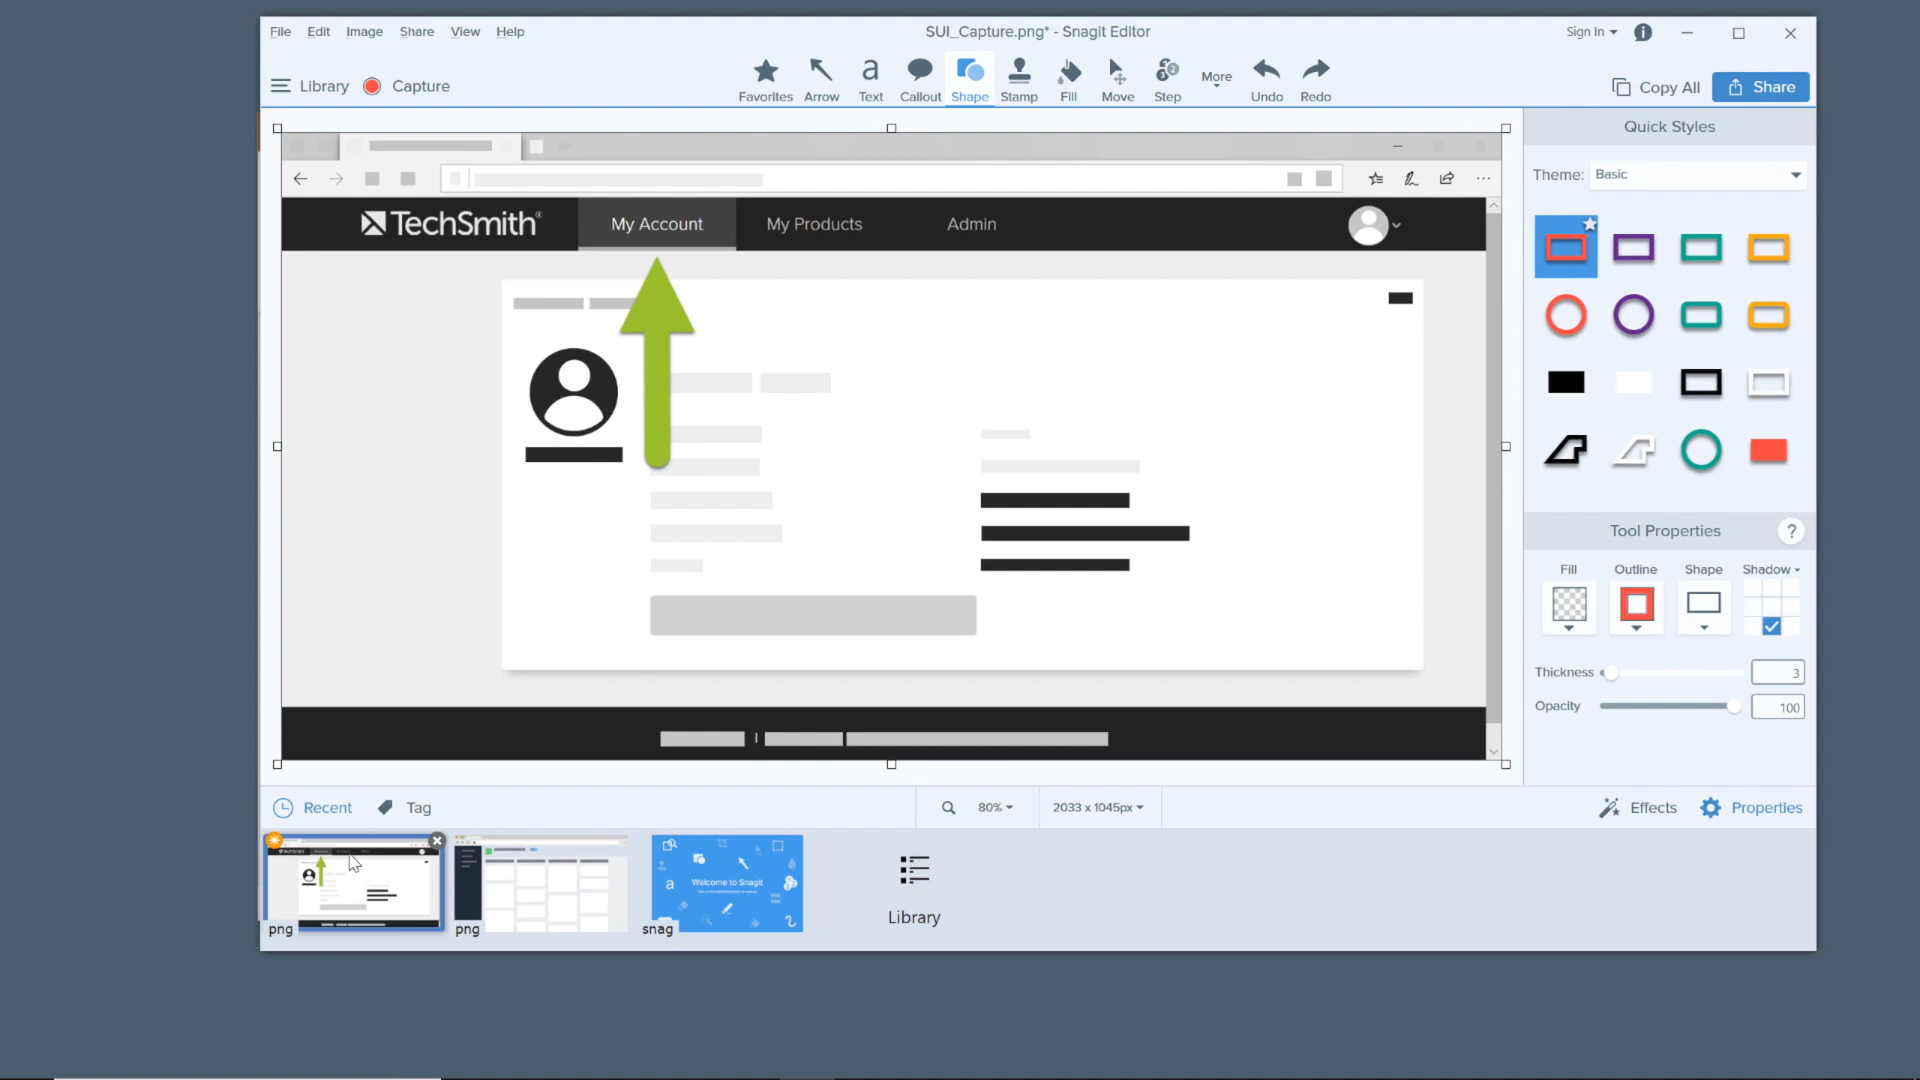 File Edit Image Share View Help
SUI_Capture.png* - Snagit Editor
Sign In
Library Capture
Favorites Arrow Text Callout Shape Stamp Fill Move Step More Undo Redo
Copy All Share
Quick Styles
Theme: Basic
TechSmith® My Account My Products Admin
Tool Properties ?
Fill Outline Shape Shadow
Thickness 3
Opacity 100
Recent Tag 80% 2033 x 1045px Effects Properties
TechSmith
Welcome to Snagit
png png snag Library